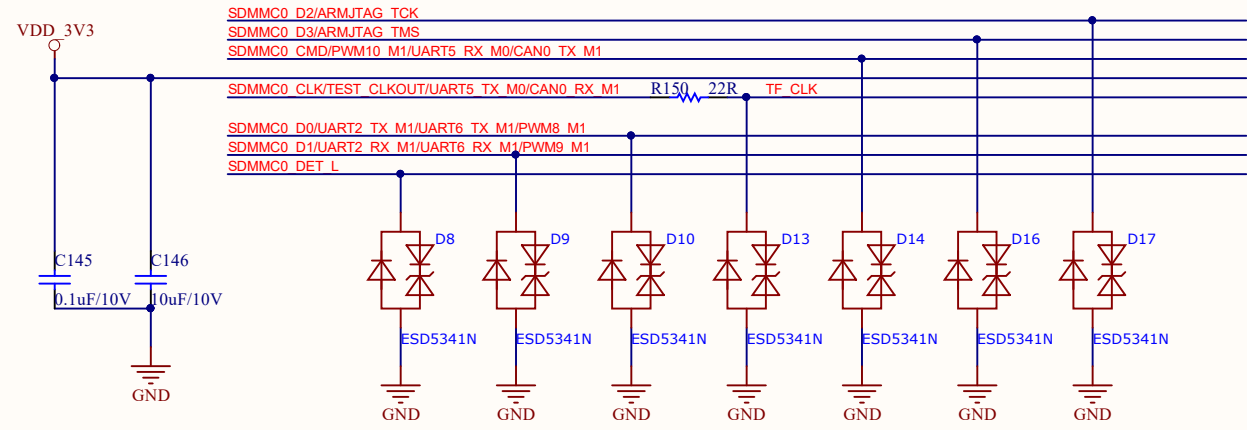 SDMMC0_D2/ARMJTAG_TCK
VDD_3V3
SDMMC0_D3/ARMJTAG_TMS
SDMMC0_CMD/PWM10_M1/UART5_RX_M0/CAN0_TX_M1
SDMMC0_CLK/TEST_CLKOUT/UART5_TX_M0/CAN0_RX_M1 R150 22R TF_CLK
SDMMC0_D0/UART2_TX_M1/UART6_TX_M1/PWM8_M1
SDMMC0_D1/UART2_RX_M1/UART6_RX_M1/PWM9_M1
SDMMC0_DET_L
D8 D9 D10 D13 D14 D16 D17
C145 C146
0.1uF/10V 10uF/10V
ESD5341N ESD5341N ESD5341N ESD5341N ESD5341N ESD5341N ESD5341N
GND
GND GND GND GND GND GND GND